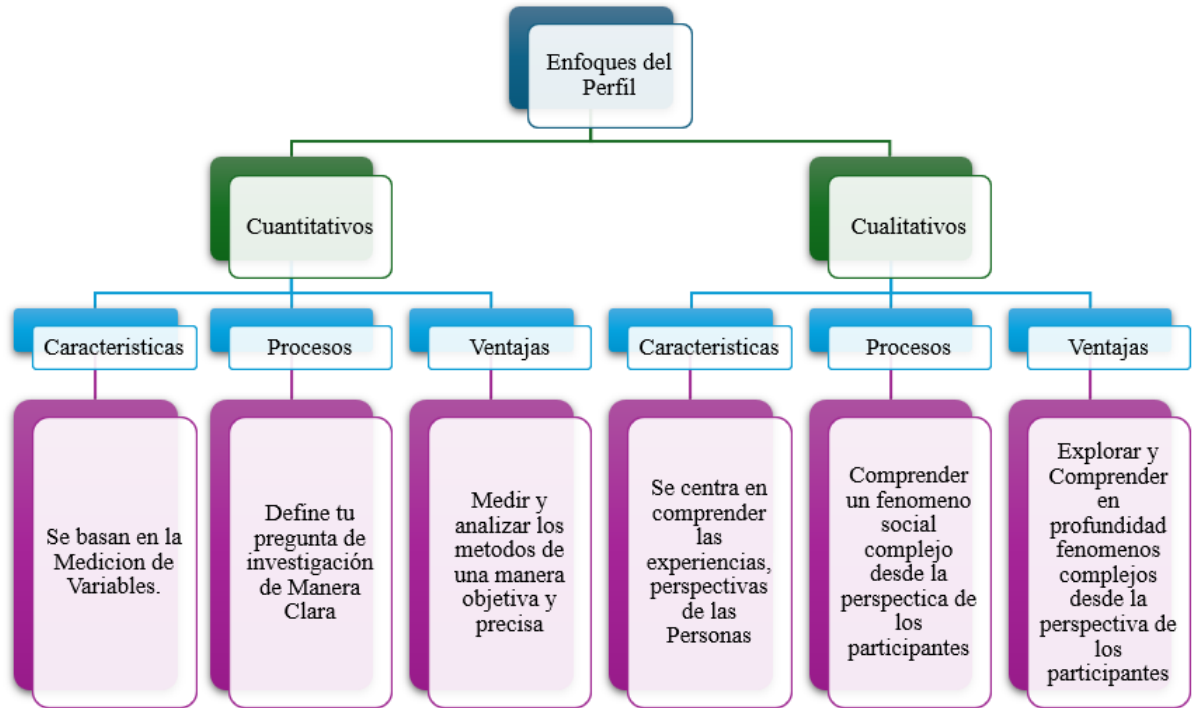 Enfoques del
Perfil
Cuantitativos
Cualitativos
Caracteristicas
Procesos
Ventajas
Caracteristicas
Procesos
Ventajas
Se basan en la
Medicion de
Variables.
Define tu
pregunta de
investigación
de Manera
Clara
Medir y
analizar los
metodos de
una manera
objetiva y
precisa
Se centra en
comprender
las
experiencias,
perspectivas
de las
Personas
Comprender
un fenomeno
social
complejo
desde la
perspectica de
los
participantes
Explorar y
Comprender
en
profundidad
fenomenos
complejos
desde la
perspectiva de
los
participantes